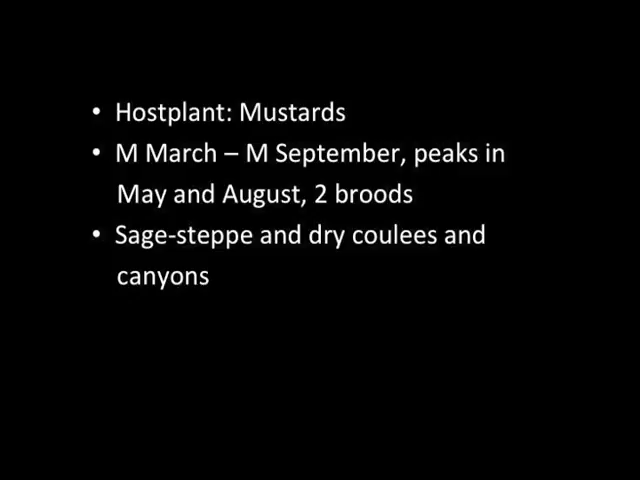 • Hostplant: Mustards
• M March – M September, peaks in
May and August, 2 broods
• Sage-steppe and dry coulees and
canyons